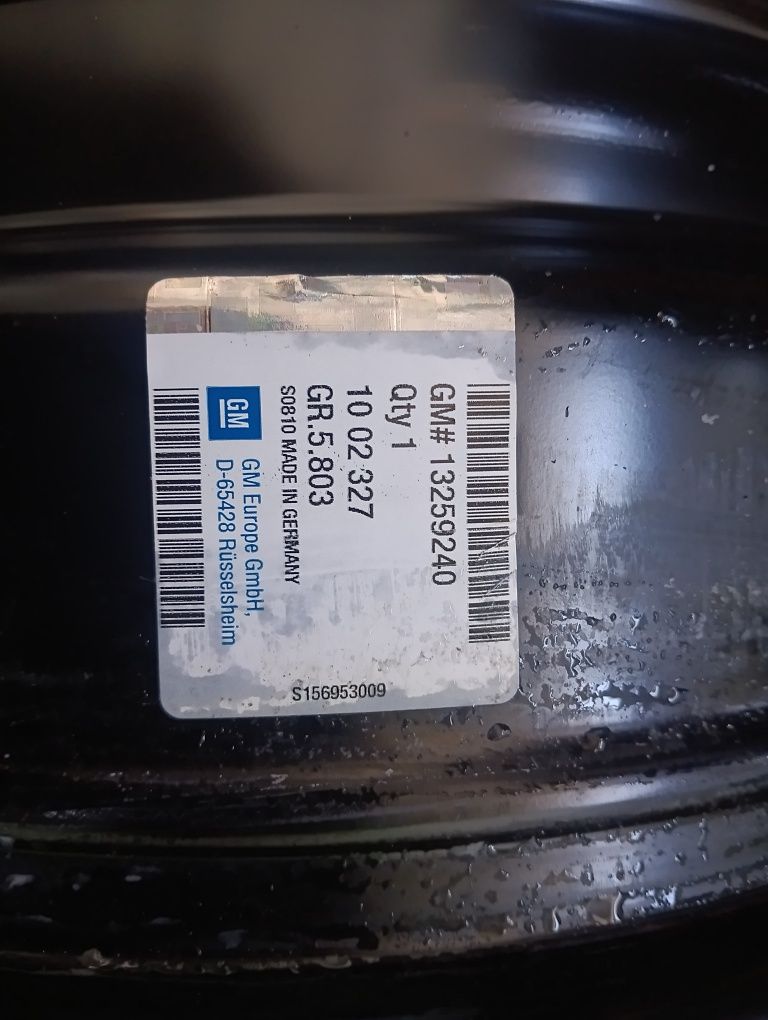 GM# 13259240
Qty 1
10 02 327
GR.5.803
S0810 MADE IN GERMANY
GM
GM Europe GmbH,
D-65428 Rüsselsheim
S156953009